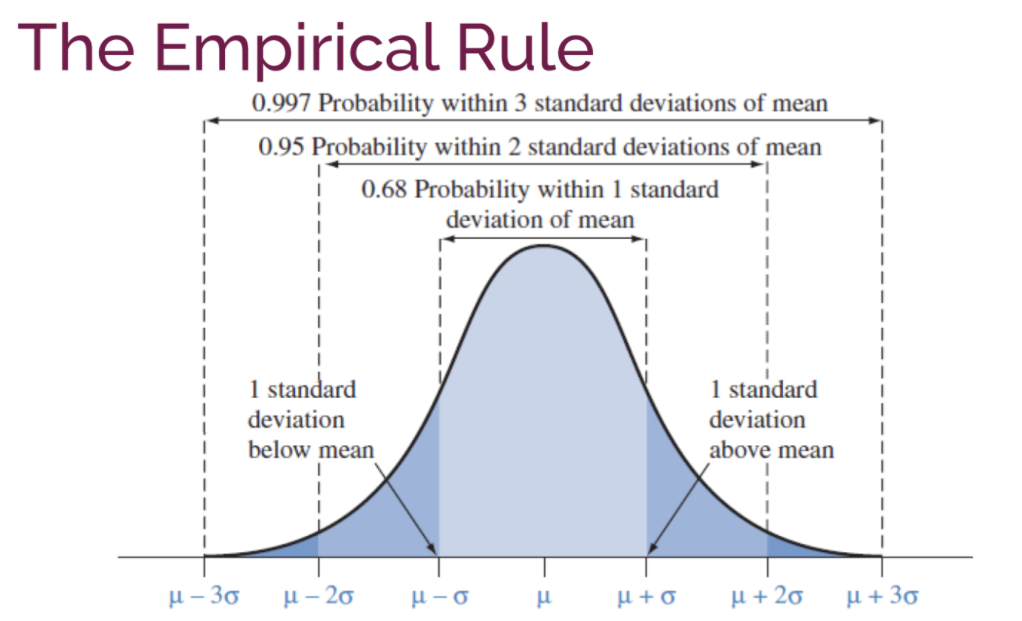 The Empirical Rule
0.997 Probability within 3 standard deviations of mean
0.95 Probability within 2 standard deviations of mean
0.68 Probability within 1 standard
deviation of mean
1 standard
deviation
below mean
1 standard
deviation
above mean
μ – 3σ
μ – 2σ
μ – σ
μ
μ + σ
μ + 2σ
μ + 3σ